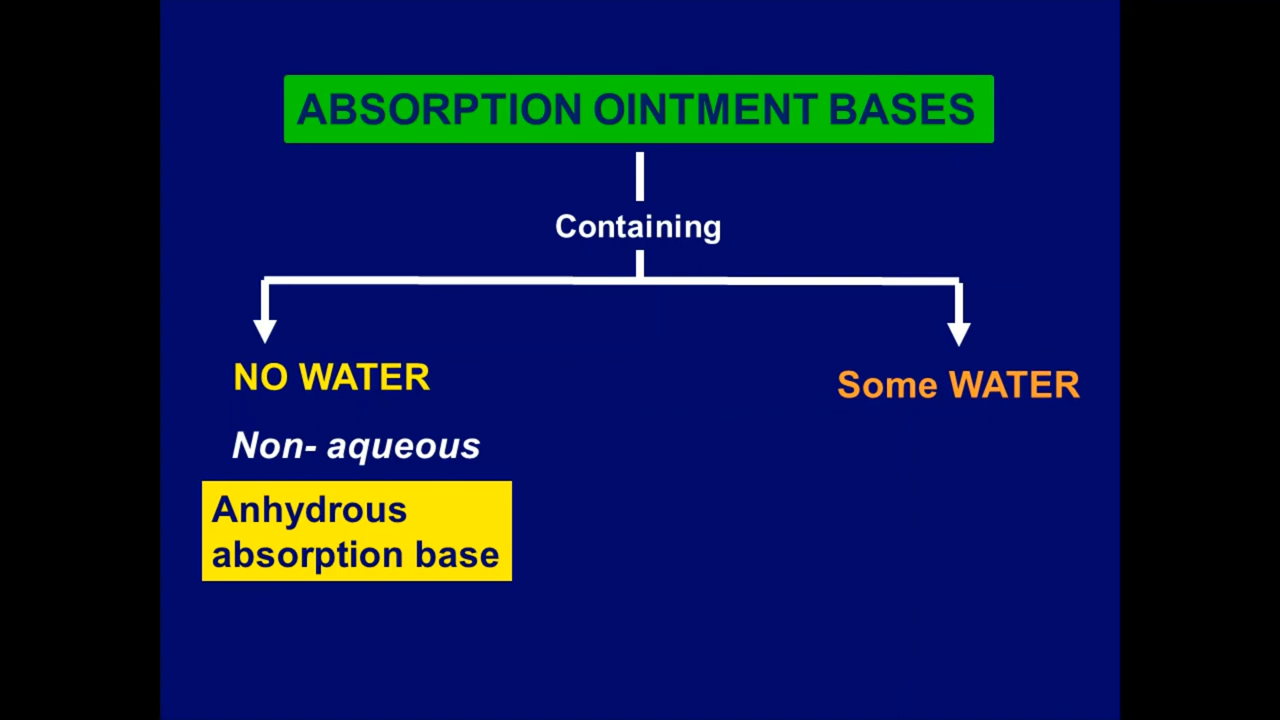 ABSORPTION OINTMENT BASES
Containing
NO WATER
Some WATER
Non- aqueous
Anhydrous
absorption base